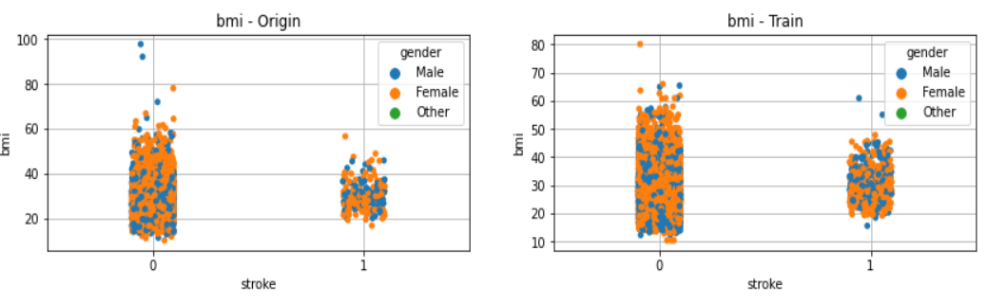 bmi - Origin
100
80
60
40
20
bmi
0
1
stroke
gender
Male
Female
Other
bmi - Train
80
70
60
50
40
30
20
10
bmi
0
1
stroke
gender
Male
Female
Other